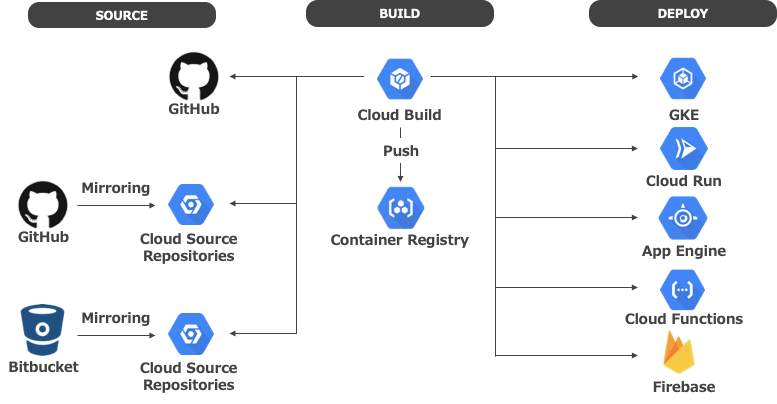 SOURCE
BUILD
DEPLOY
GitHub
Cloud Build
GKE
Push
Mirroring
GitHub
Cloud Source
Repositories
Container Registry
Cloud Run
App Engine
Mirroring
Bitbucket
Cloud Source
Repositories
Cloud Functions
Firebase